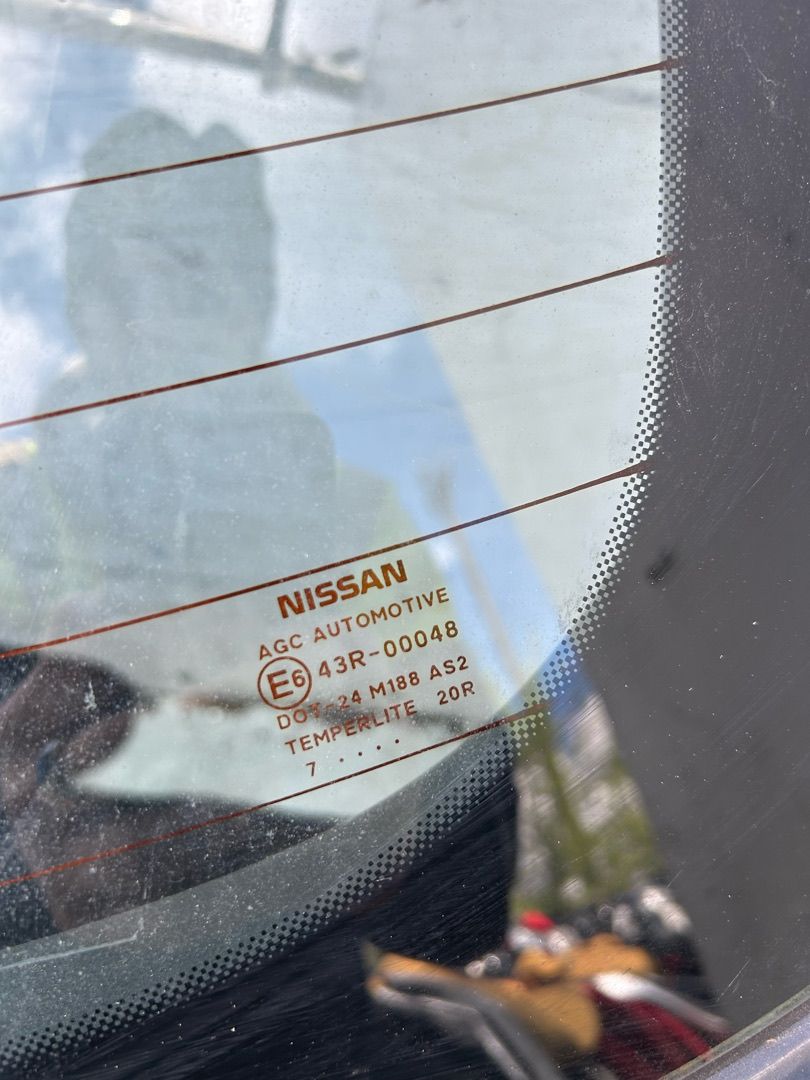 NISSAN
AGC AUTOMOTIVE
E6 43R-00048
DOT-24 M188 AS2
TEMPERLITE 20R
7 . . . .